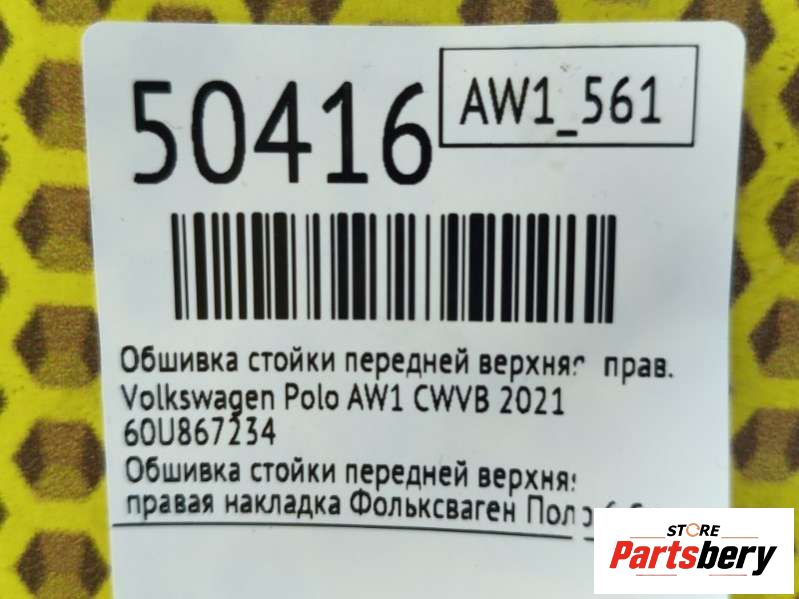 50416
AW1_561
Обшивка стойки передней верхняя прав.
Volkswagen Polo AW1 CWVB 2021
60U867234
Обшивка стойки передней верхняя
правая накладка Фольксваген Поло
STORE
Partsbery